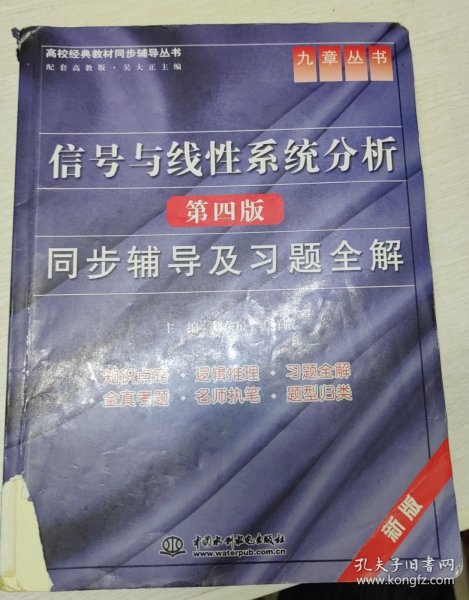 高校经典教材同步辅导丛书
配套高教版·吴大正主编
九章丛书
信号与线性系统分析
第四版
同步辅导及习题全解
主 编
知识点窍 · 逻辑推理 · 习题全解
全真考题 · 名师执笔 · 题型归类
新版
中国水利水电出版社
www.waterpub.com.cn
孔夫子旧书网
www.kongfz.com